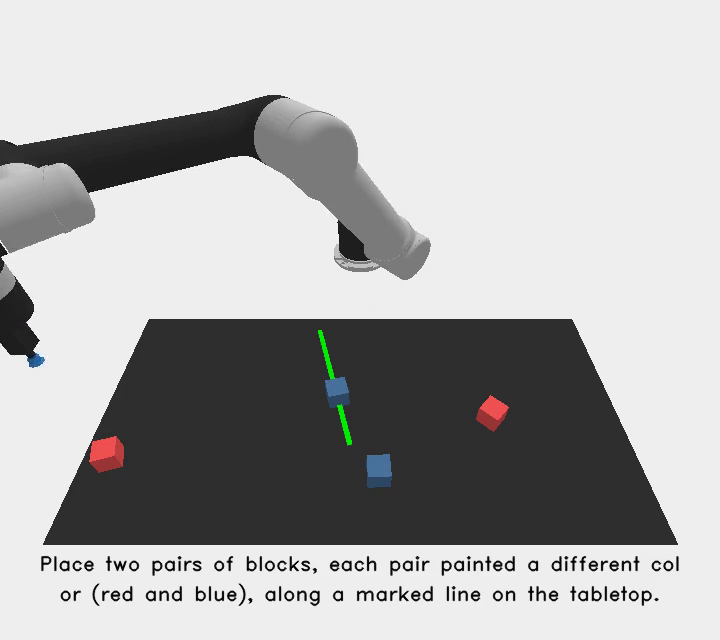 Place two pairs of blocks, each pair painted a different col
or (red and blue), along a marked line on the tabletop.